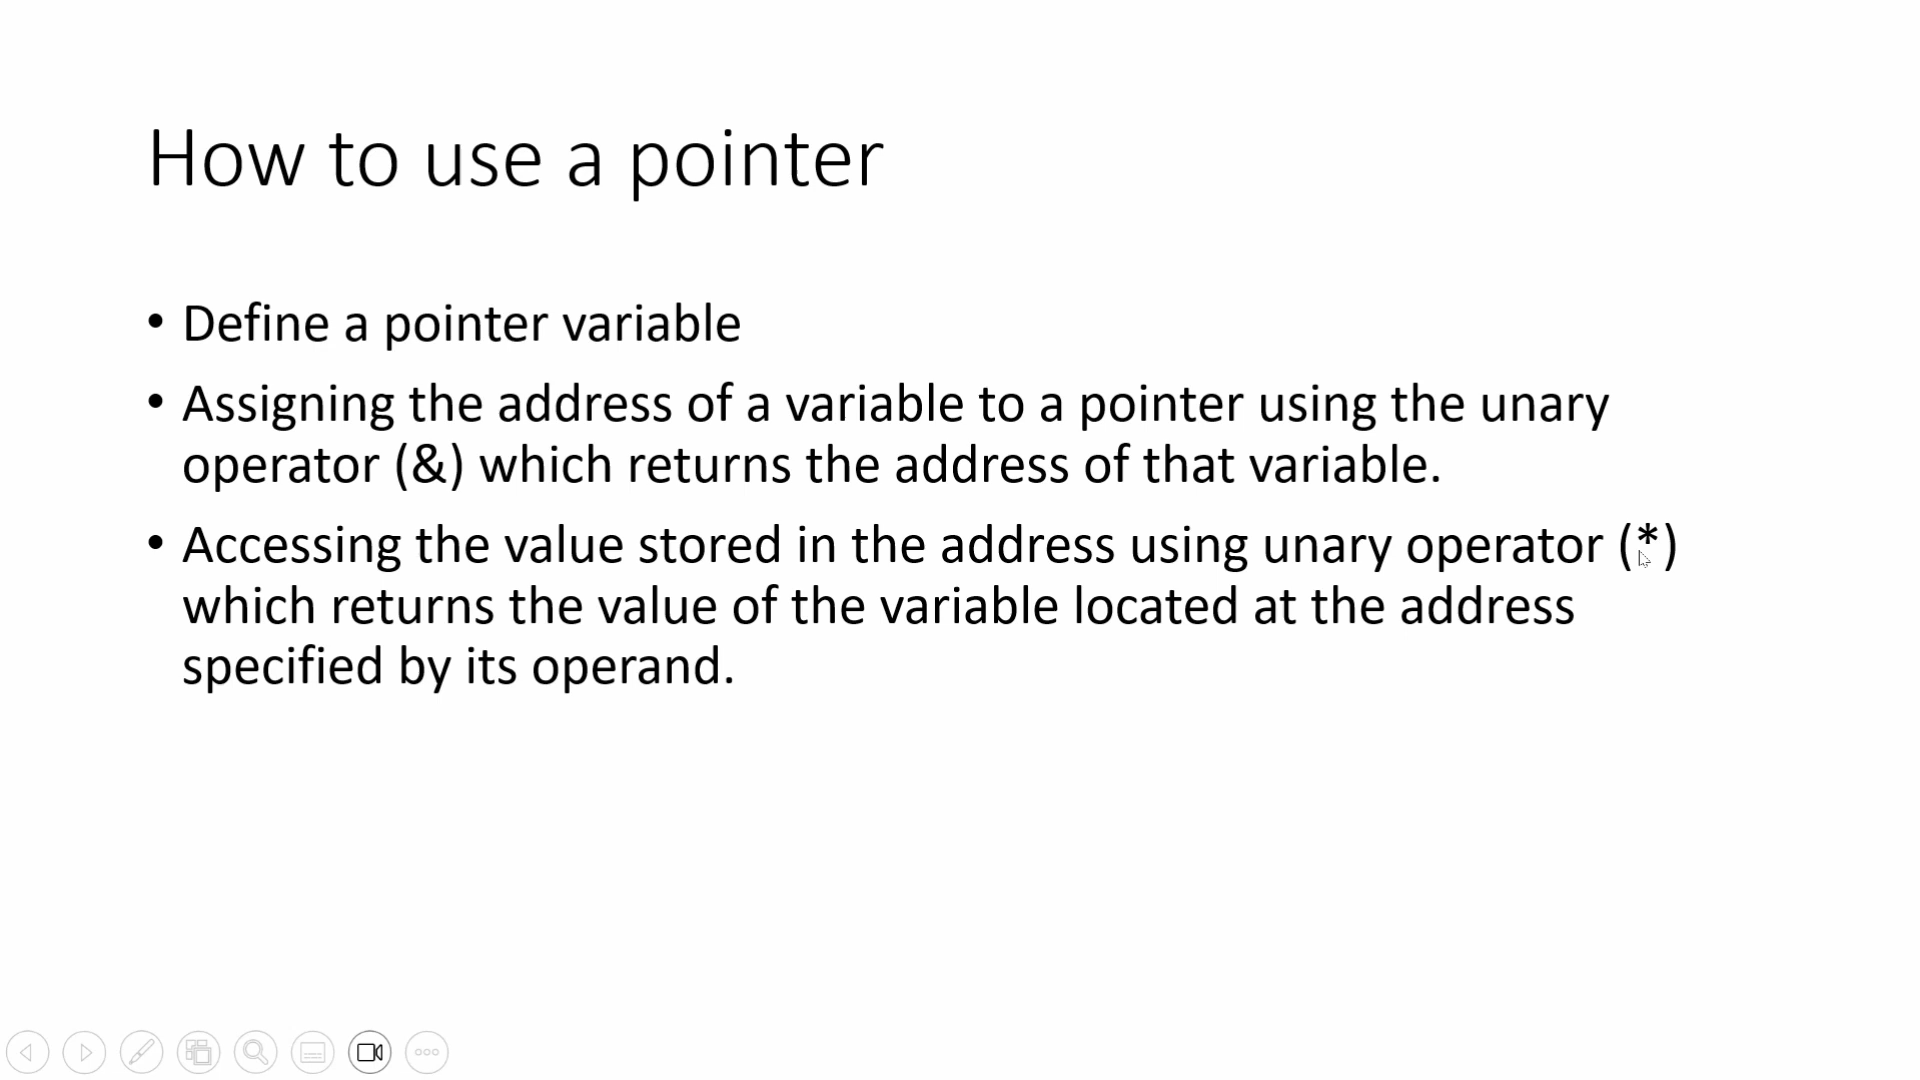 How to use a pointer
• Define a pointer variable
• Assigning the address of a variable to a pointer using the unary
operator (&) which returns the address of that variable.
• Accessing the value stored in the address using unary operator (*)
which returns the value of the variable located at the address
specified by its operand.